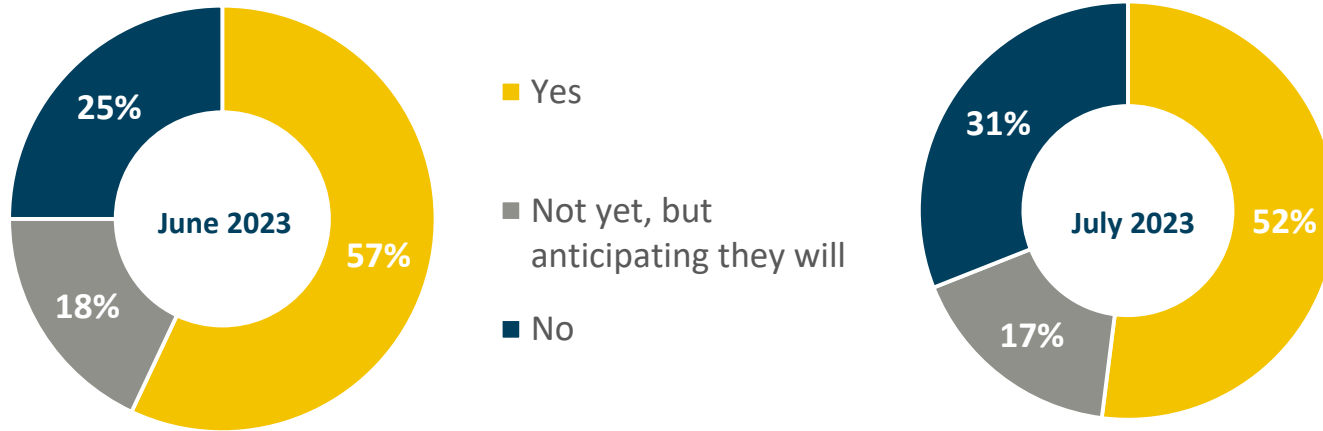 25%
June 2023
57%
18%
Yes
Not yet, but
anticipating they will
No
31%
July 2023
52%
17%